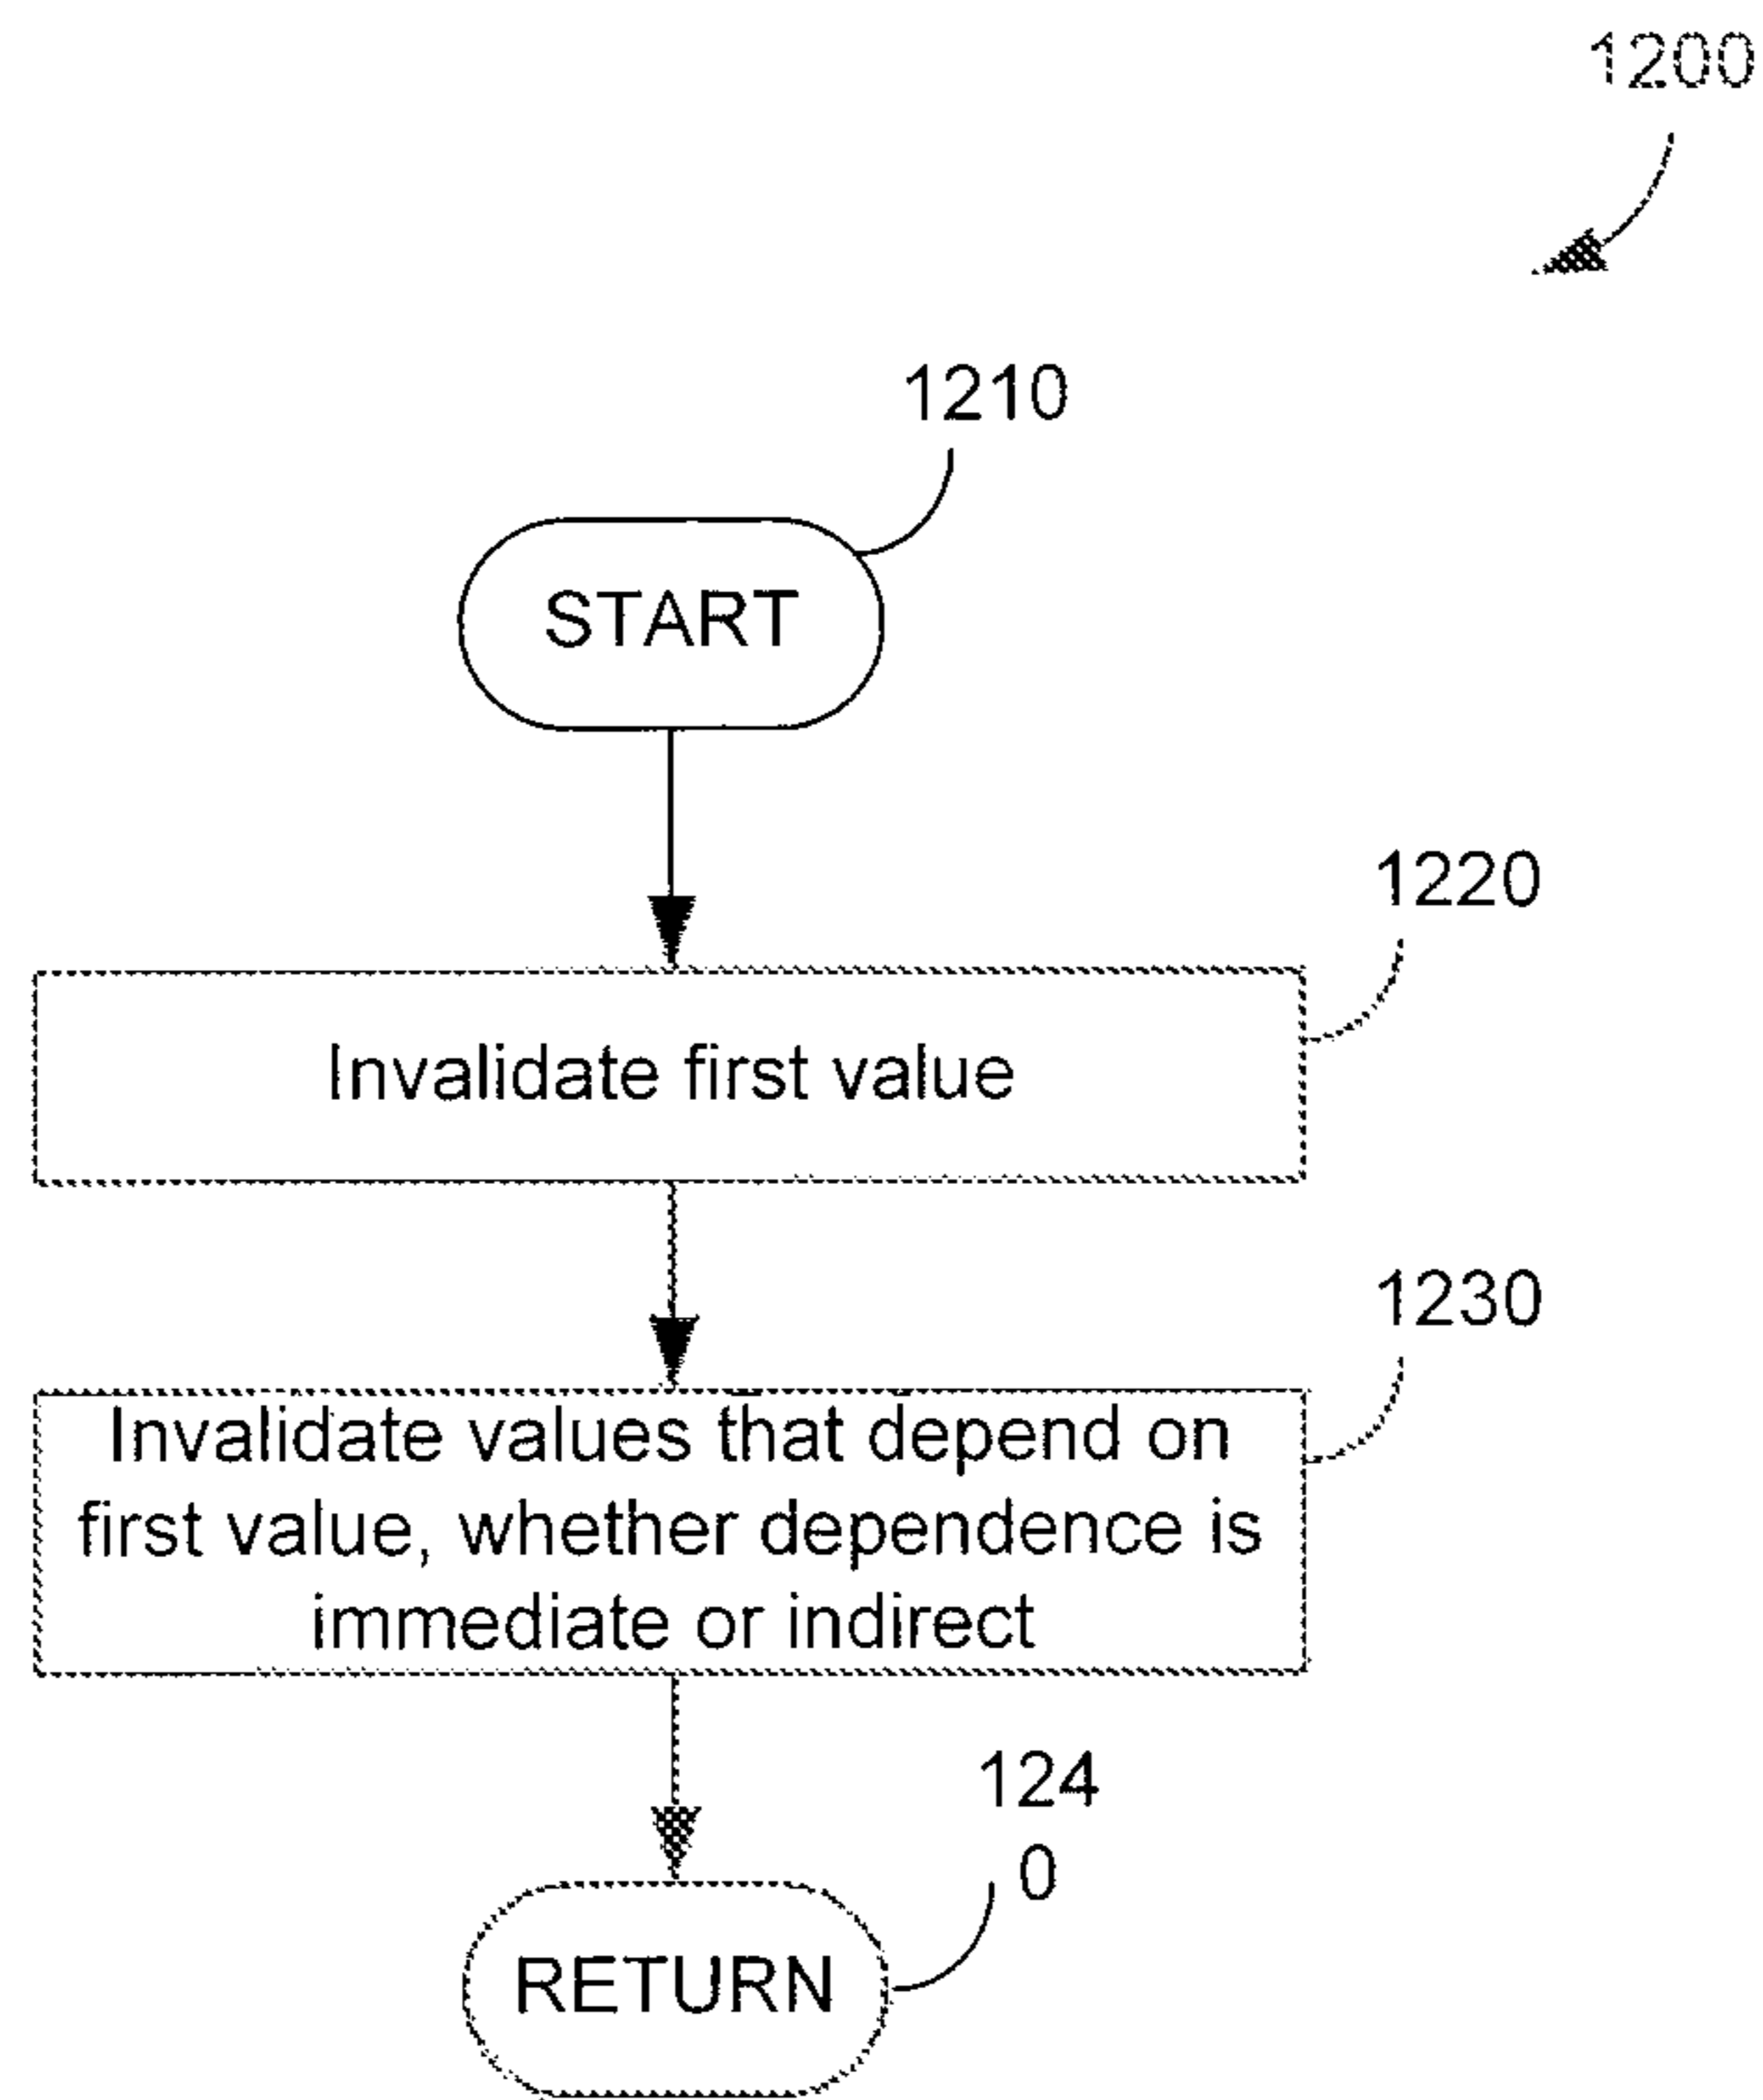 1200
1210
START
1220
Invalidate first value
1230
Invalidate values that depend on
first value, whether dependence is
immediate or indirect
124
0
RETURN